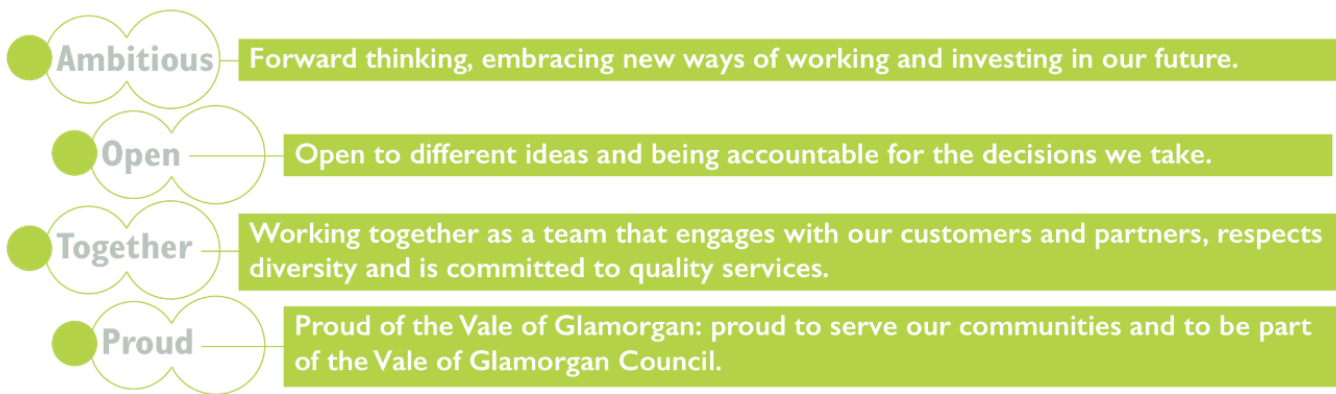 Ambitious
Forward thinking, embracing new ways of working and investing in our future.
Open
Open to different ideas and being accountable for the decisions we take.
Together
Working together as a team that engages with our customers and partners, respects
diversity and is committed to quality services.
Proud
Proud of the Vale of Glamorgan: proud to serve our communities and to be part
of the Vale of Glamorgan Council.